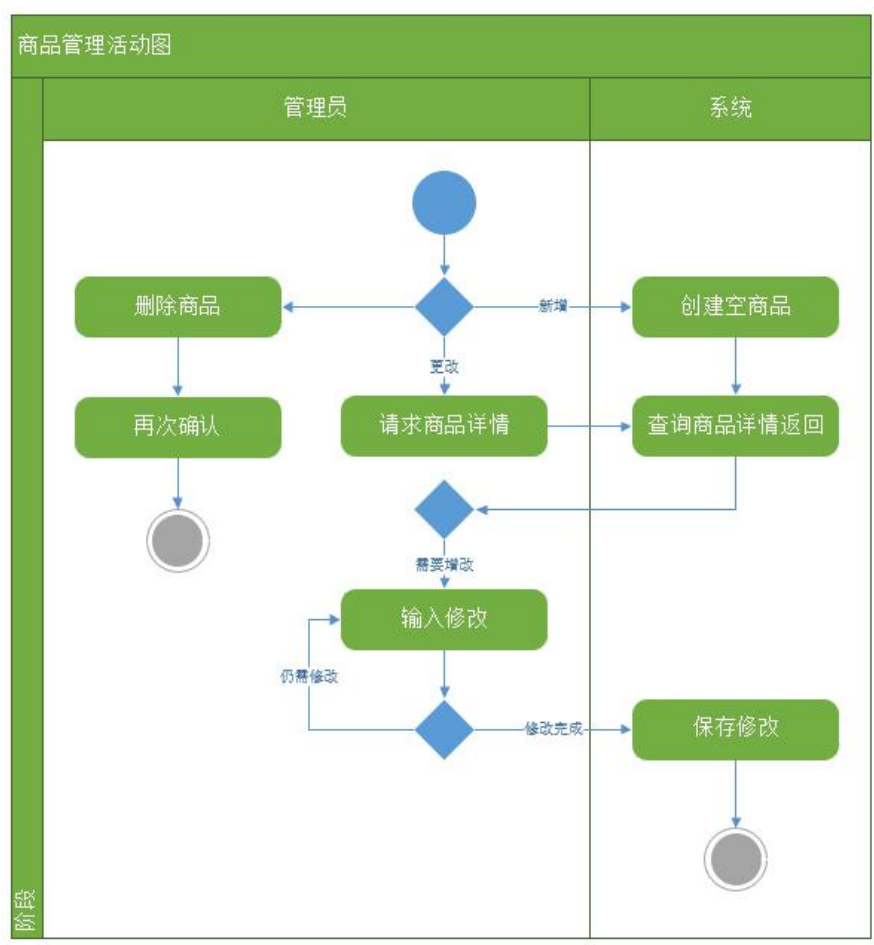 商品管理活动图
管理员
系统
删除商品
新增
创建空商品
更改
再次确认
请求商品详情
查询商品详情返回
需要增改
输入修改
仍需修改
修改完成
保存修改
阶段